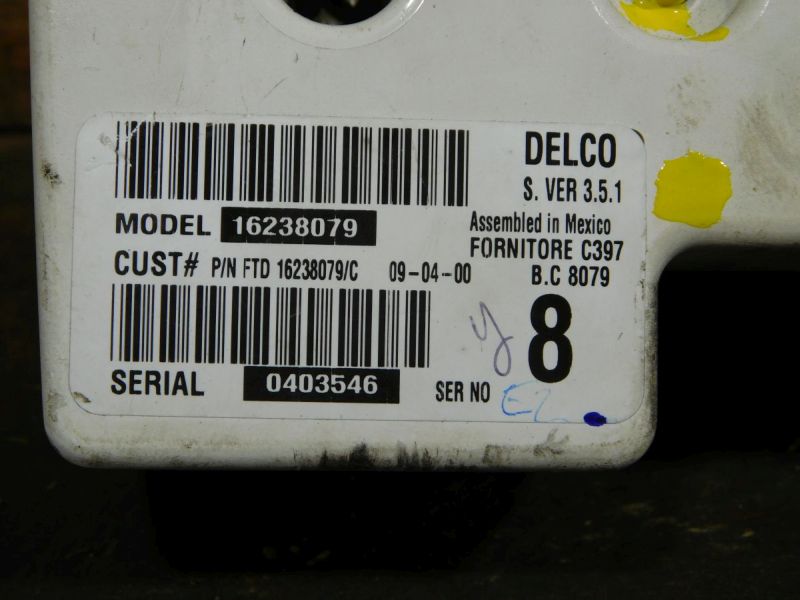 DELCO
S. VER 3.5.1
MODEL 16238079
Assembled in Mexico
FORNITORE C397
CUST# P/N FTD 16238079/C 09-04-00
B.C 8079
y 8
SERIAL 0403546
SER NO